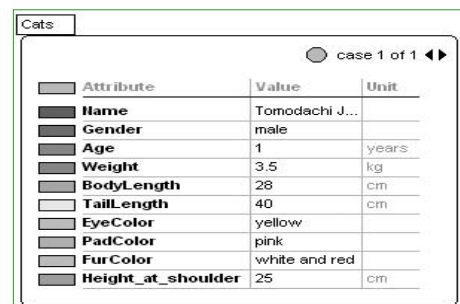 Cats
case 1 of 1
Attribute Value Unit
Name Tomodachi J...
Gender male
Age 1 years
Weight 3.5 kg
BodyLength 28 cm
TailLength 40 cm
EyeColor yellow
PadColor pink
FurColor white and red
Height_at_shoulder 25 cm